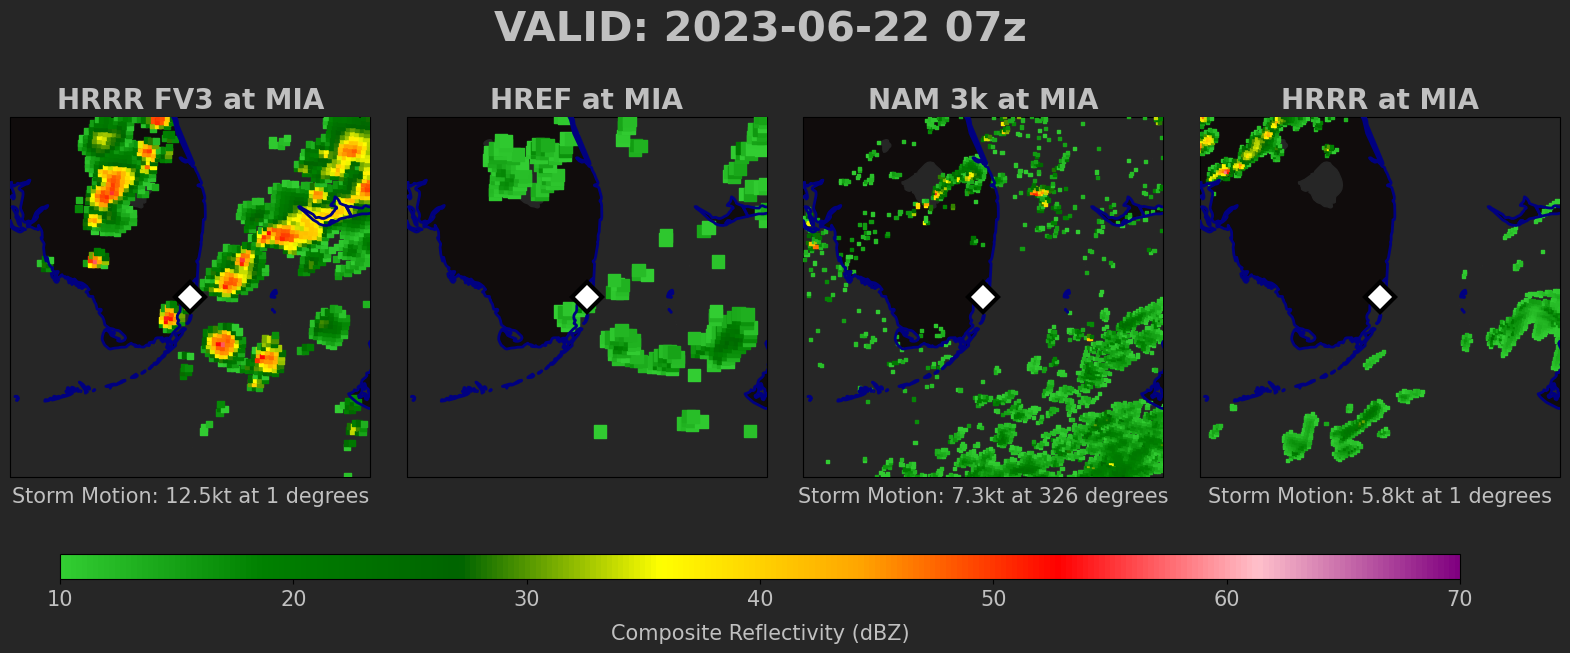 VALID: 2023-06-22 07z
HRRR FV3 at MIA
HREF at MIA
NAM 3k at MIA
HRRR at MIA
Storm Motion: 12.5kt at 1 degrees
Storm Motion: 7.3kt at 326 degrees
Storm Motion: 5.8kt at 1 degrees
10 20 30 40 50 60 70
Composite Reflectivity (dBZ)